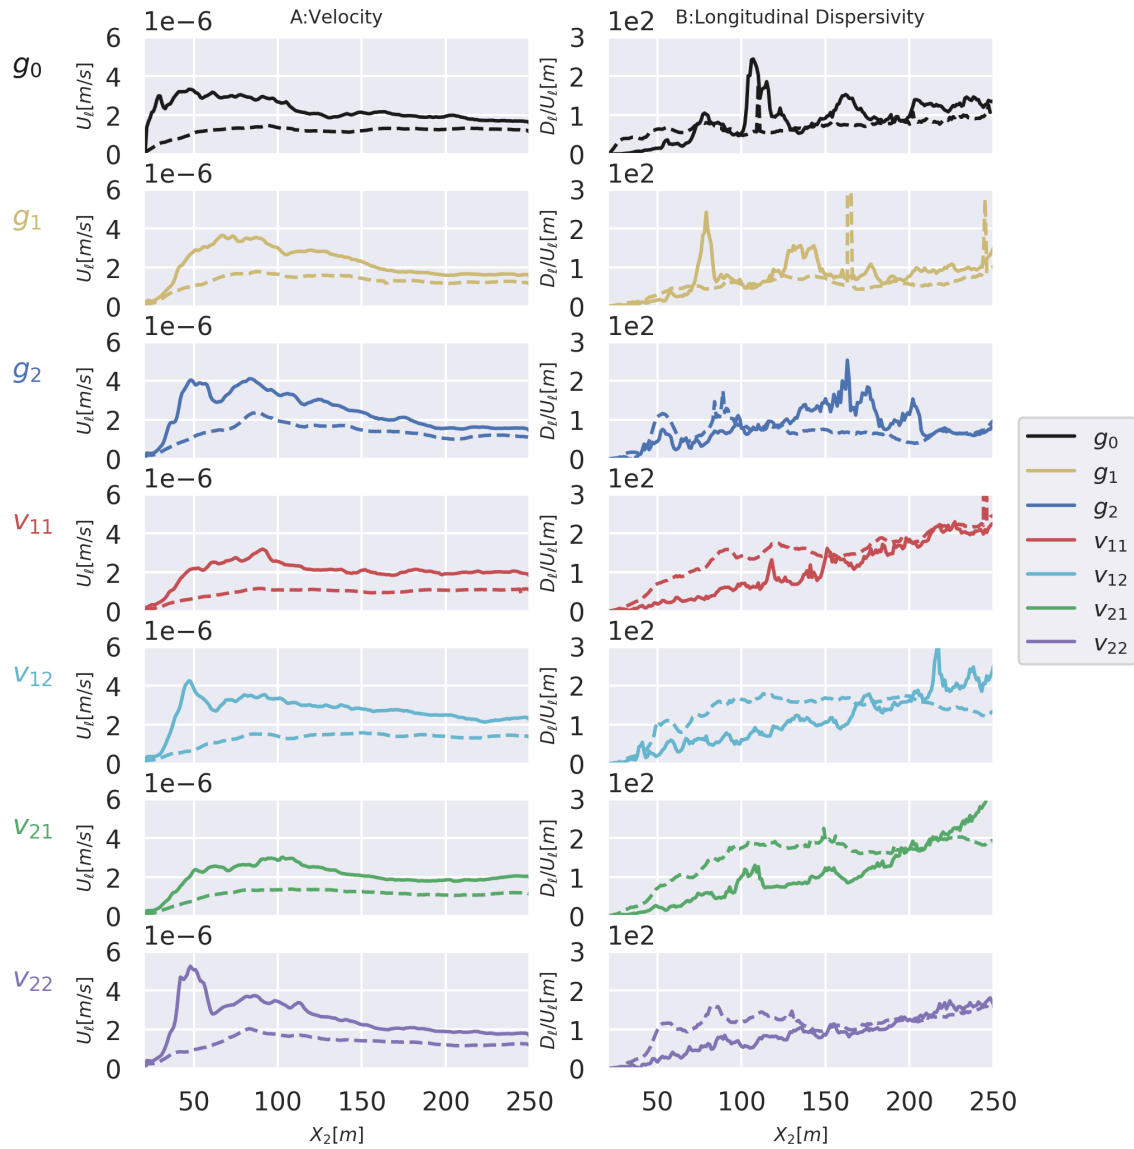 A:Velocity B:Longitudinal Dispersivity
1e−6 1e2
g0 Uℓ[m/s] 6 4 2 0 Dℓ/Uℓ[m] 3 2 1 0
1e−6 1e2
g1 Uℓ[m/s] 6 4 2 0 Dℓ/Uℓ[m] 3 2 1 0
1e−6 1e2
g2 Uℓ[m/s] 6 4 2 0 Dℓ/Uℓ[m] 3 2 1 0
1e−6 1e2
v11 Uℓ[m/s] 6 4 2 0 Dℓ/Uℓ[m] 3 2 1 0
1e−6 1e2
v12 Uℓ[m/s] 6 4 2 0 Dℓ/Uℓ[m] 3 2 1 0
1e−6 1e2
v21 Uℓ[m/s] 6 4 2 0 Dℓ/Uℓ[m] 3 2 1 0
1e−6 1e2
v22 Uℓ[m/s] 6 4 2 0 Dℓ/Uℓ[m] 3 2 1 0
50 100 150 200 250 50 100 150 200 250
X2[m] X2[m]
g0
g1
g2
v11
v12
v21
v22